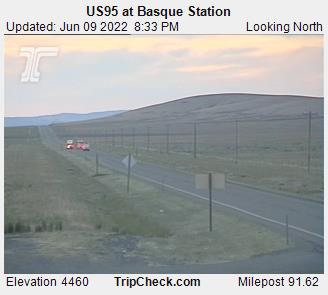 US95 at Basque Station
Updated: Jun 09 2022 8:33 PM Looking North
Elevation 4460 TripCheck.com Milepost 91.62